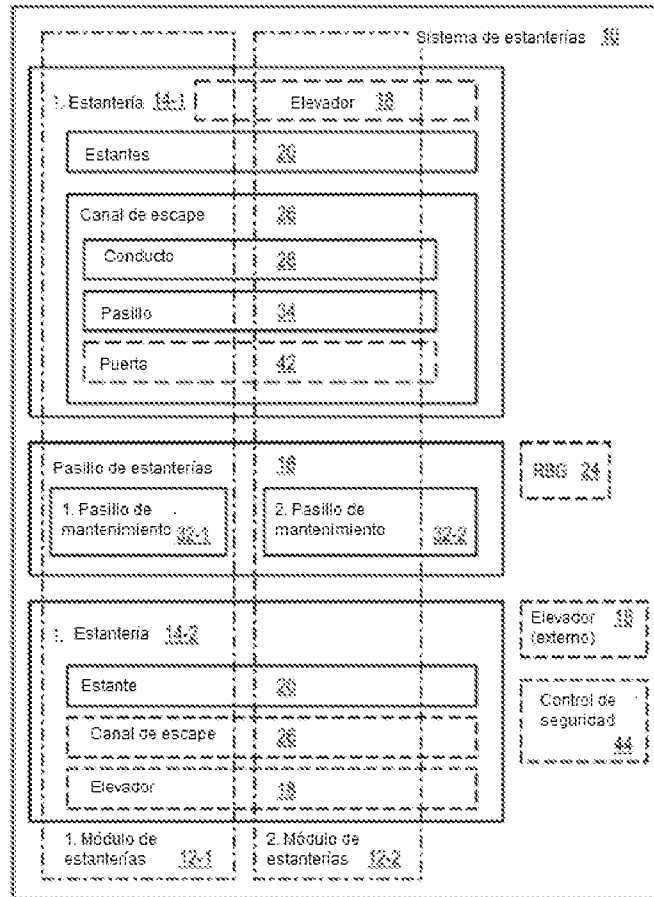 Sistema de estanterías 10
1. Estantería 14-1
Elevador 18
Estantes 20
Canal de escape 26
Conducto 28
Pasillo 34
Puerta 42
Pasillo de estanterías 16
RBG 24
1. Pasillo de
mantenimiento 32-1
2. Pasillo de
mantenimiento 32-2
1. Estantería 14-2
Elevador 18
(externo)
Estante 20
Control de
seguridad
44
Canal de escape 26
Elevador 18
1. Módulo de
estanterías 12-1
2. Módulo de
estanterías 12-2